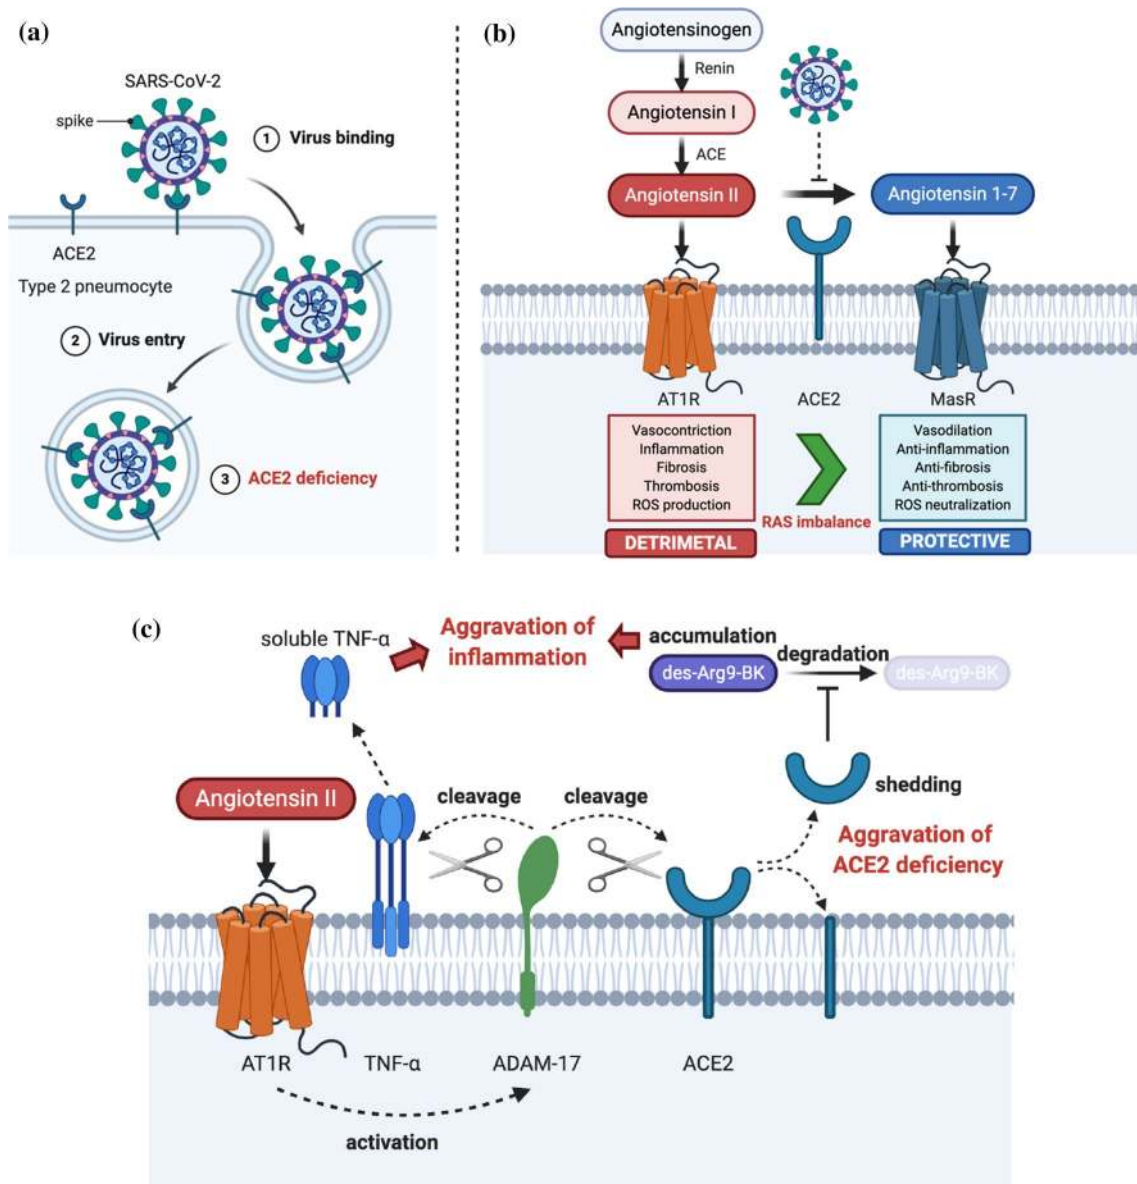 (a)
SARS-CoV-2
spike
1 Virus binding
ACE2
Type 2 pneumocyte
2 Virus entry
3 ACE2 deficiency
(b)
Angiotensinogen
Renin
Angiotensin I
ACE
Angiotensin II
Angiotensin 1-7
AT1R
ACE2
MasR
Vasocontriction
Inflammation
Fibrosis
Thrombosis
ROS production
DETRIMETAL
RAS imbalance
Vasodilation
Anti-inflammation
Anti-fibrosis
Anti-thrombosis
ROS neutralization
PROTECTIVE
(c)
soluble TNF-α
Aggravation of
inflammation
accumulation
des-Arg9-BK
degradation
des-Arg9-BK
Angiotensin II
cleavage
cleavage
shedding
Aggravation of
ACE2 deficiency
AT1R
TNF-α
ADAM-17
ACE2
activation